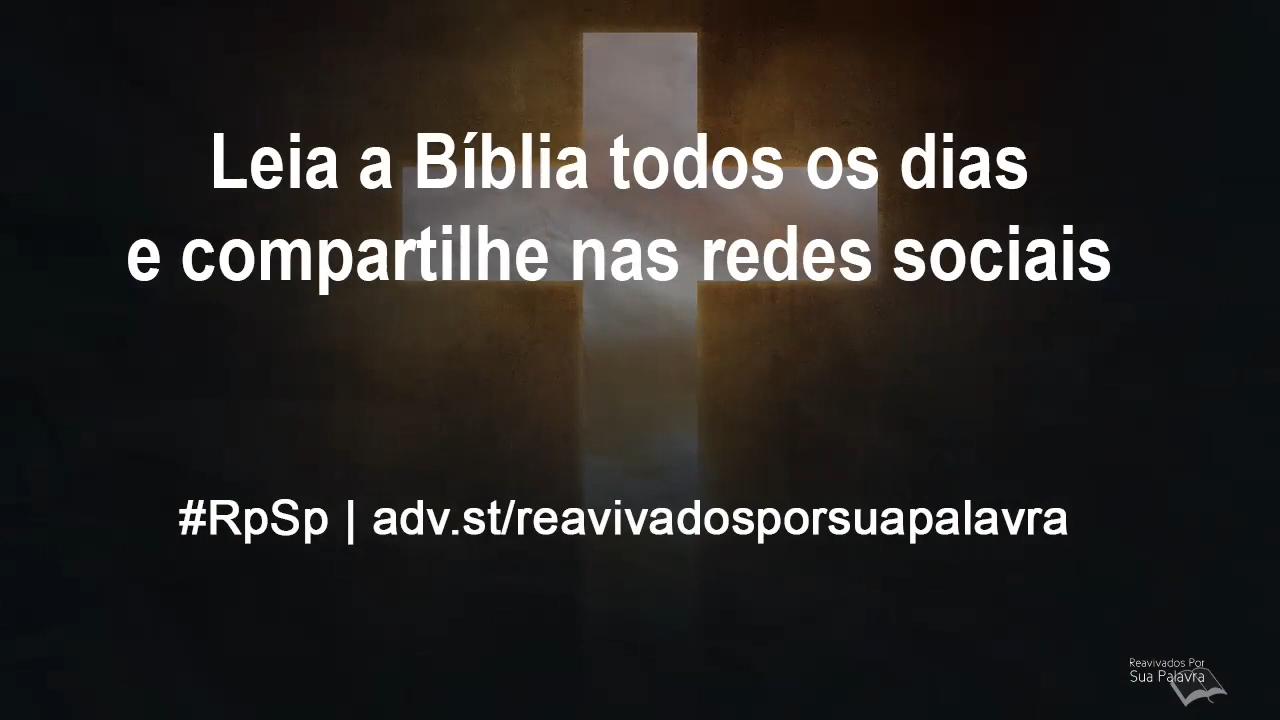 Leia a Bíblia todos os dias
e compartilhe nas redes sociais
#RpSp | adv.st/reavivadosporsuapalavra
Reavivados Por
Sua Palavra